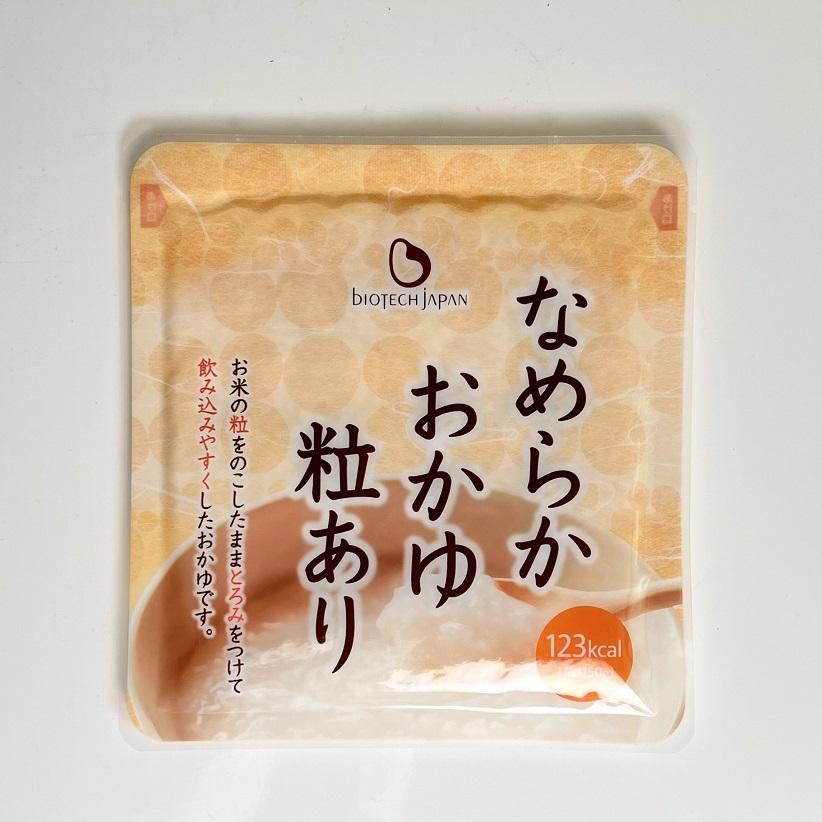 BIOTECH JAPAN
なめらか
おかゆ
粒あり
お米の粒をのこしたままとろみをつけて
飲み込みやすくしたおかゆです。
123kcal